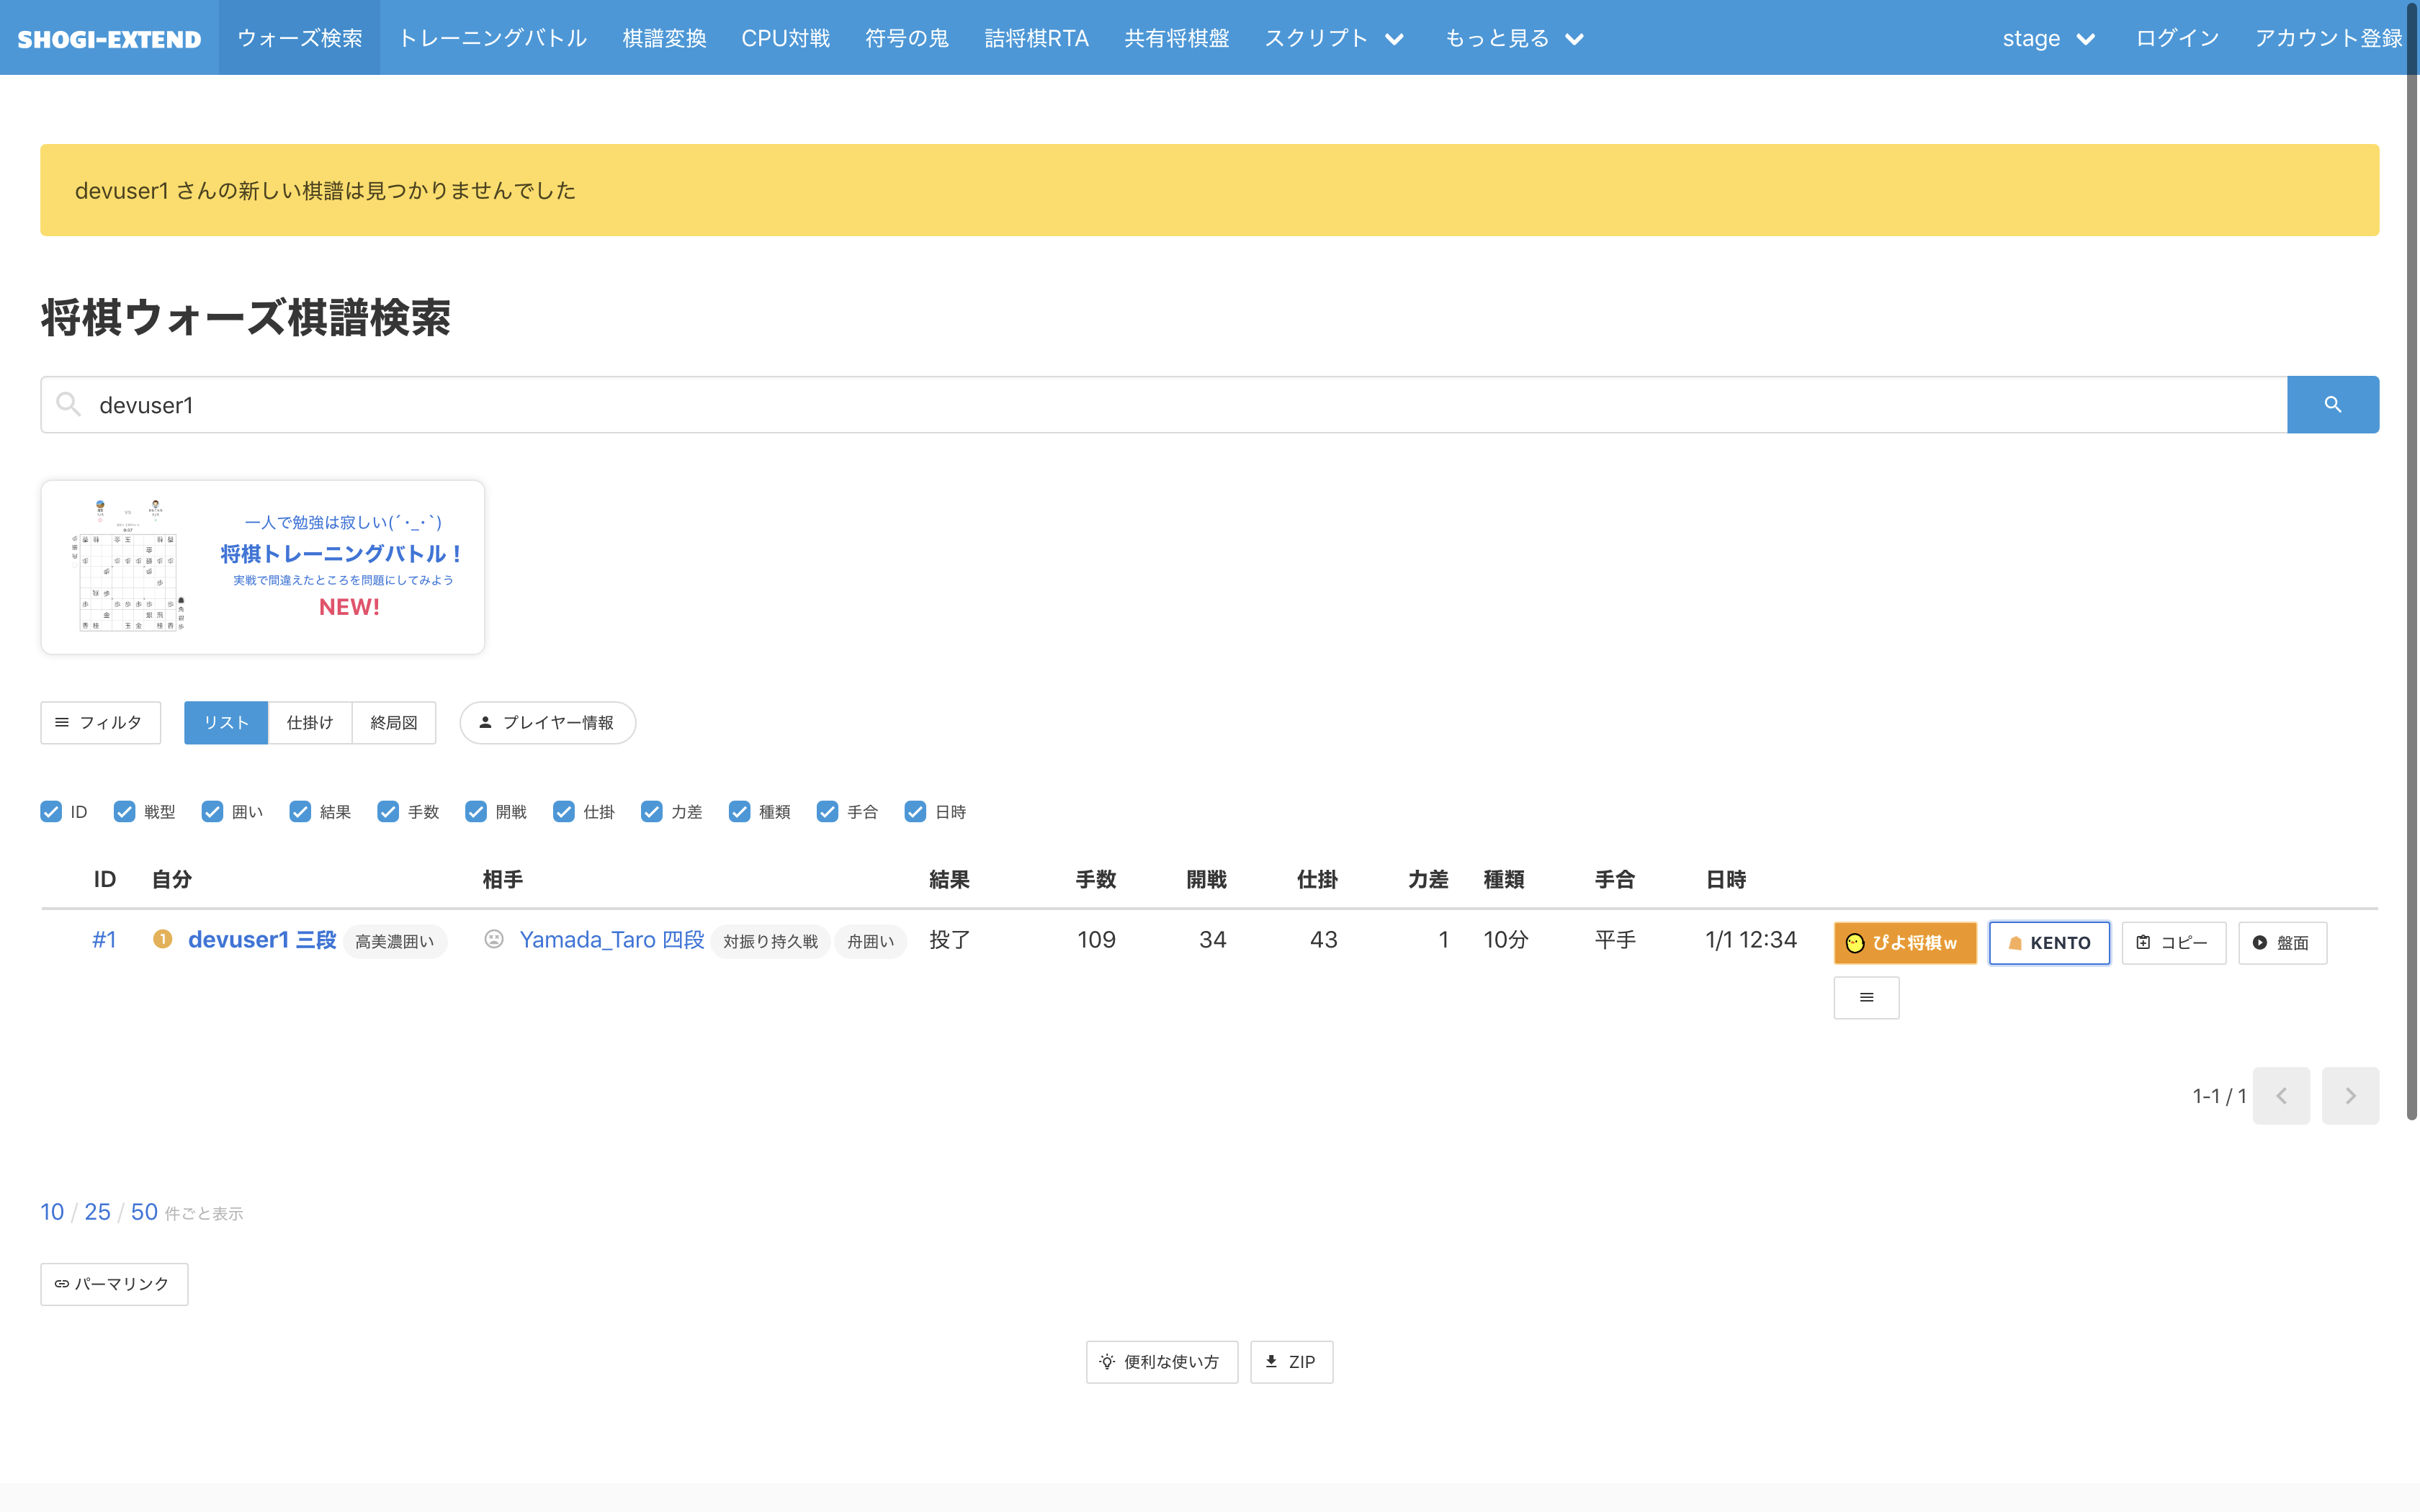 SHOGI-EXTEND ウォーズ検索 トレーニングバトル 棋譜変換 CPU対戦 符号の鬼 詰将棋RTA 共有将棋盤 スクリプト もっと見る stage ログイン アカウント登録
devuser1 さんの新しい棋譜は見つかりませんでした
将棋ウォーズ棋譜検索
devuser1
一人で勉強は寂しい(´･_･`)
将棋トレーニングバトル！
実戦で間違えたところを問題にしてみよう
NEW!
フィルタ リスト 仕掛け 終局図 プレイヤー情報
ID 戦型 囲い 結果 手数 開戦 仕掛 力差 種類 手合 日時
ID 自分 相手 結果 手数 開戦 仕掛 力差 種類 手合 日時
#1 1 devuser1 三段 高美濃囲い Yamada_Taro 四段 対振り持久戦 舟囲い 投了 109 34 43 1 10分 平手 1/1 12:34 ぴよ将棋w KENTO コピー 盤面
1-1 / 1
10 / 25 / 50 件ごと表示
パーマリンク
便利な使い方 ZIP